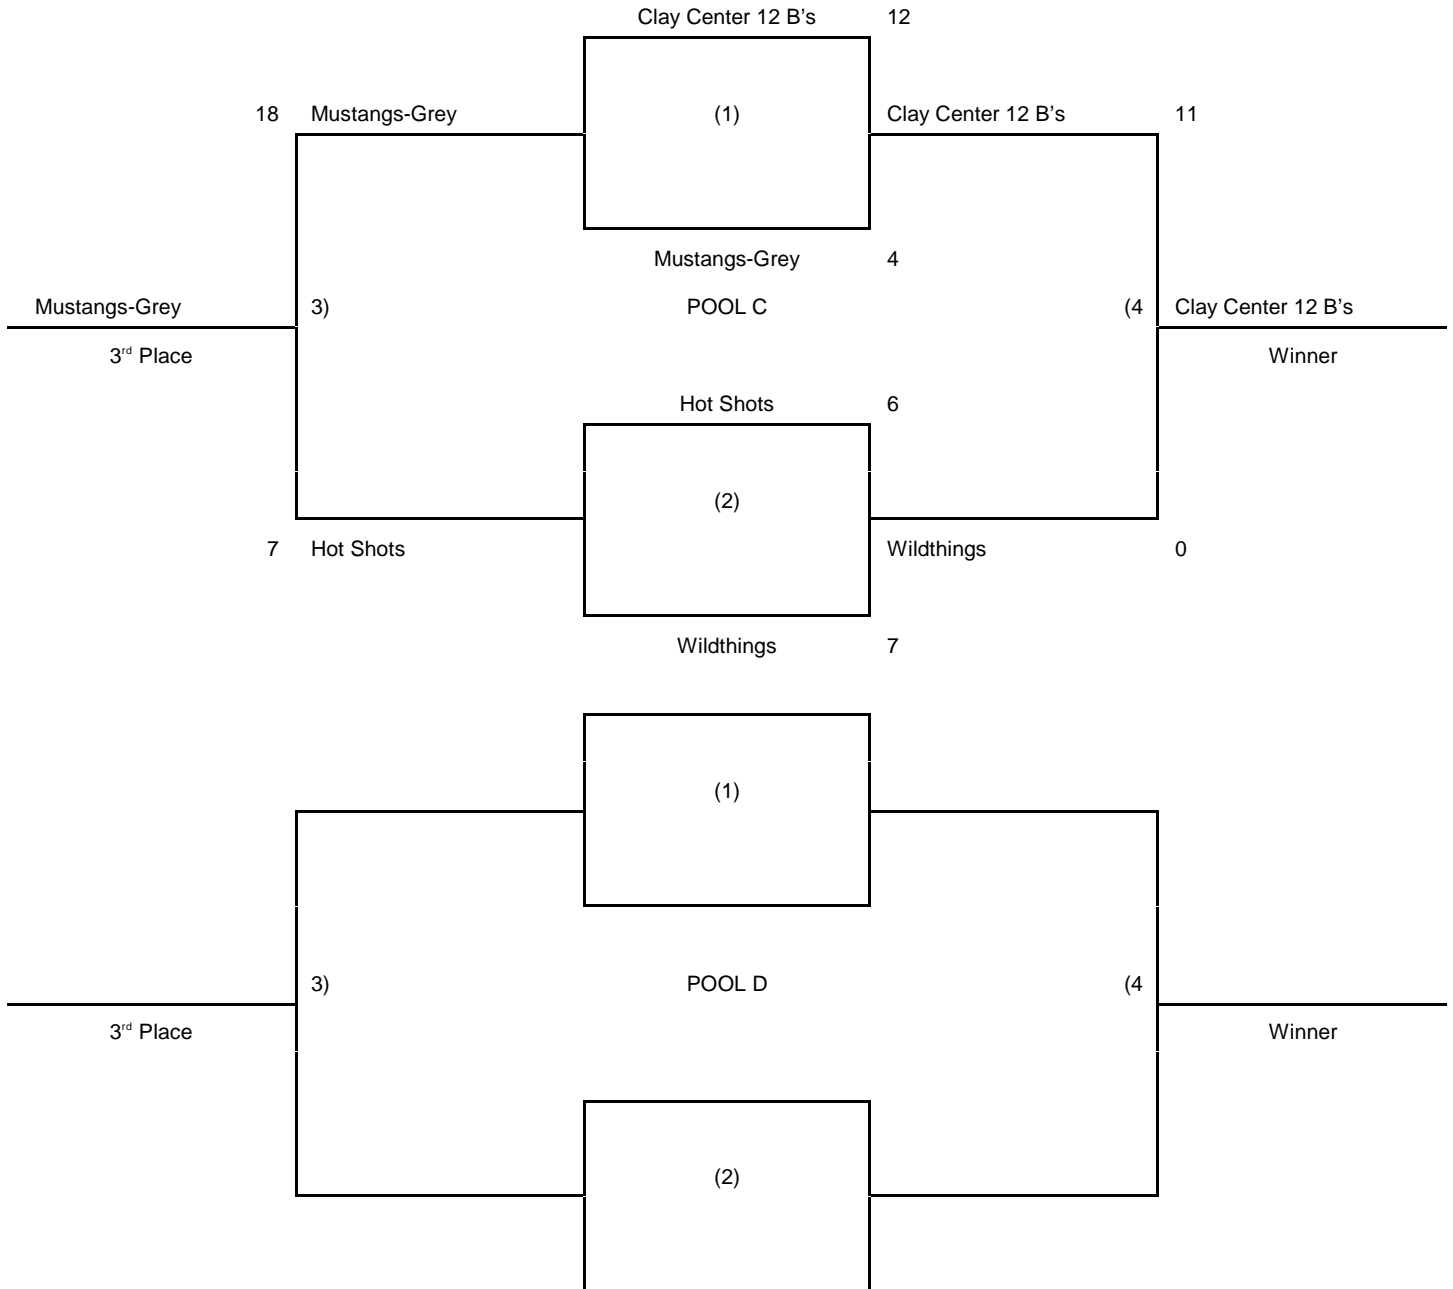 Clay Center 12 B's 12
18 Mustangs-Grey (1) Clay Center 12 B's 11
Mustangs-Grey 4
Mustangs-Grey 3) POOL C (4 Clay Center 12 B's
3rd Place Winner
Hot Shots 6
(2)
7 Hot Shots Wildthings 0
Wildthings 7
(1)
3) POOL D (4
3rd Place Winner
(2)